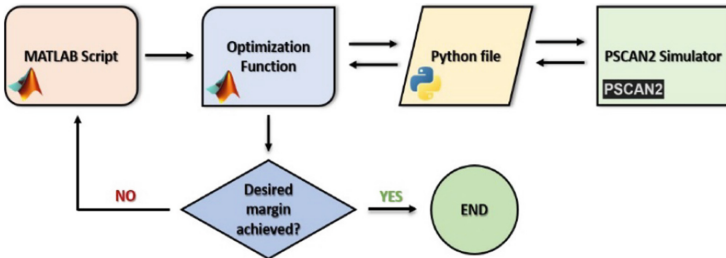 MATLAB Script
Optimization
Function
Python file
PSCAN2 Simulator
PSCAN2
NO
Desired
margin
achieved?
YES
END